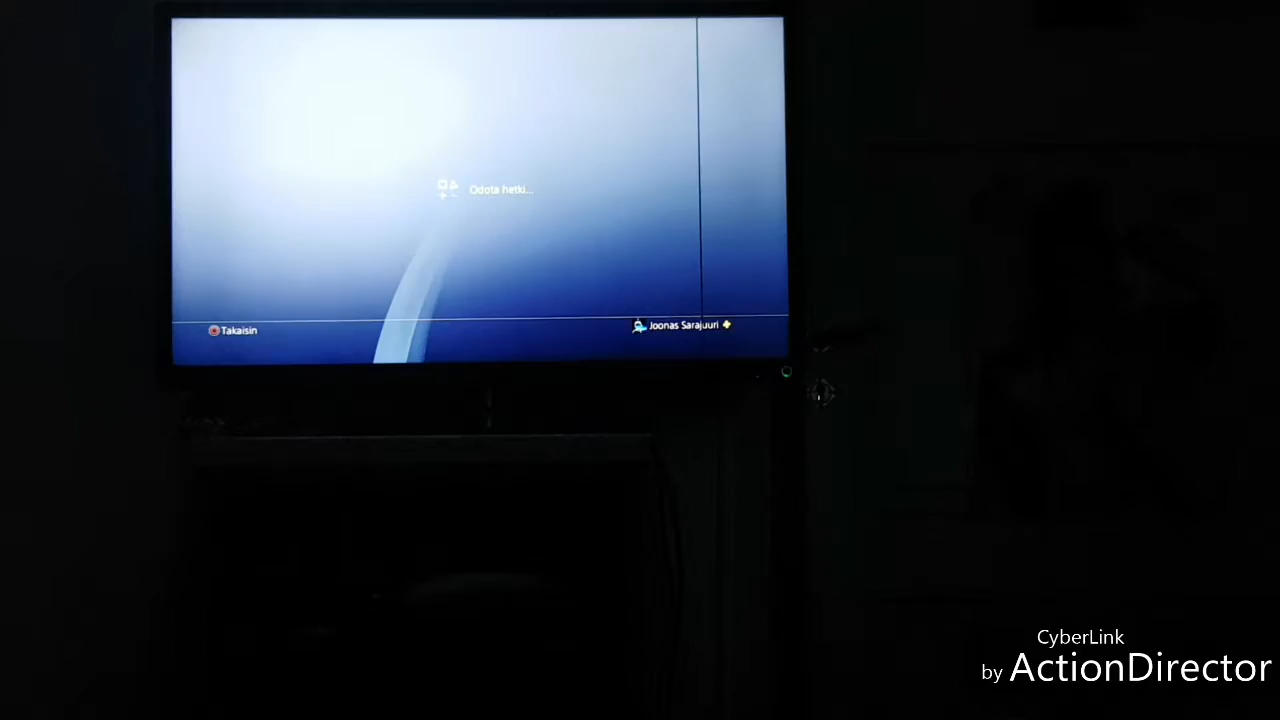 Odota hetki...
Takaisin
Joonas Sarajuuri
CyberLink
by ActionDirector